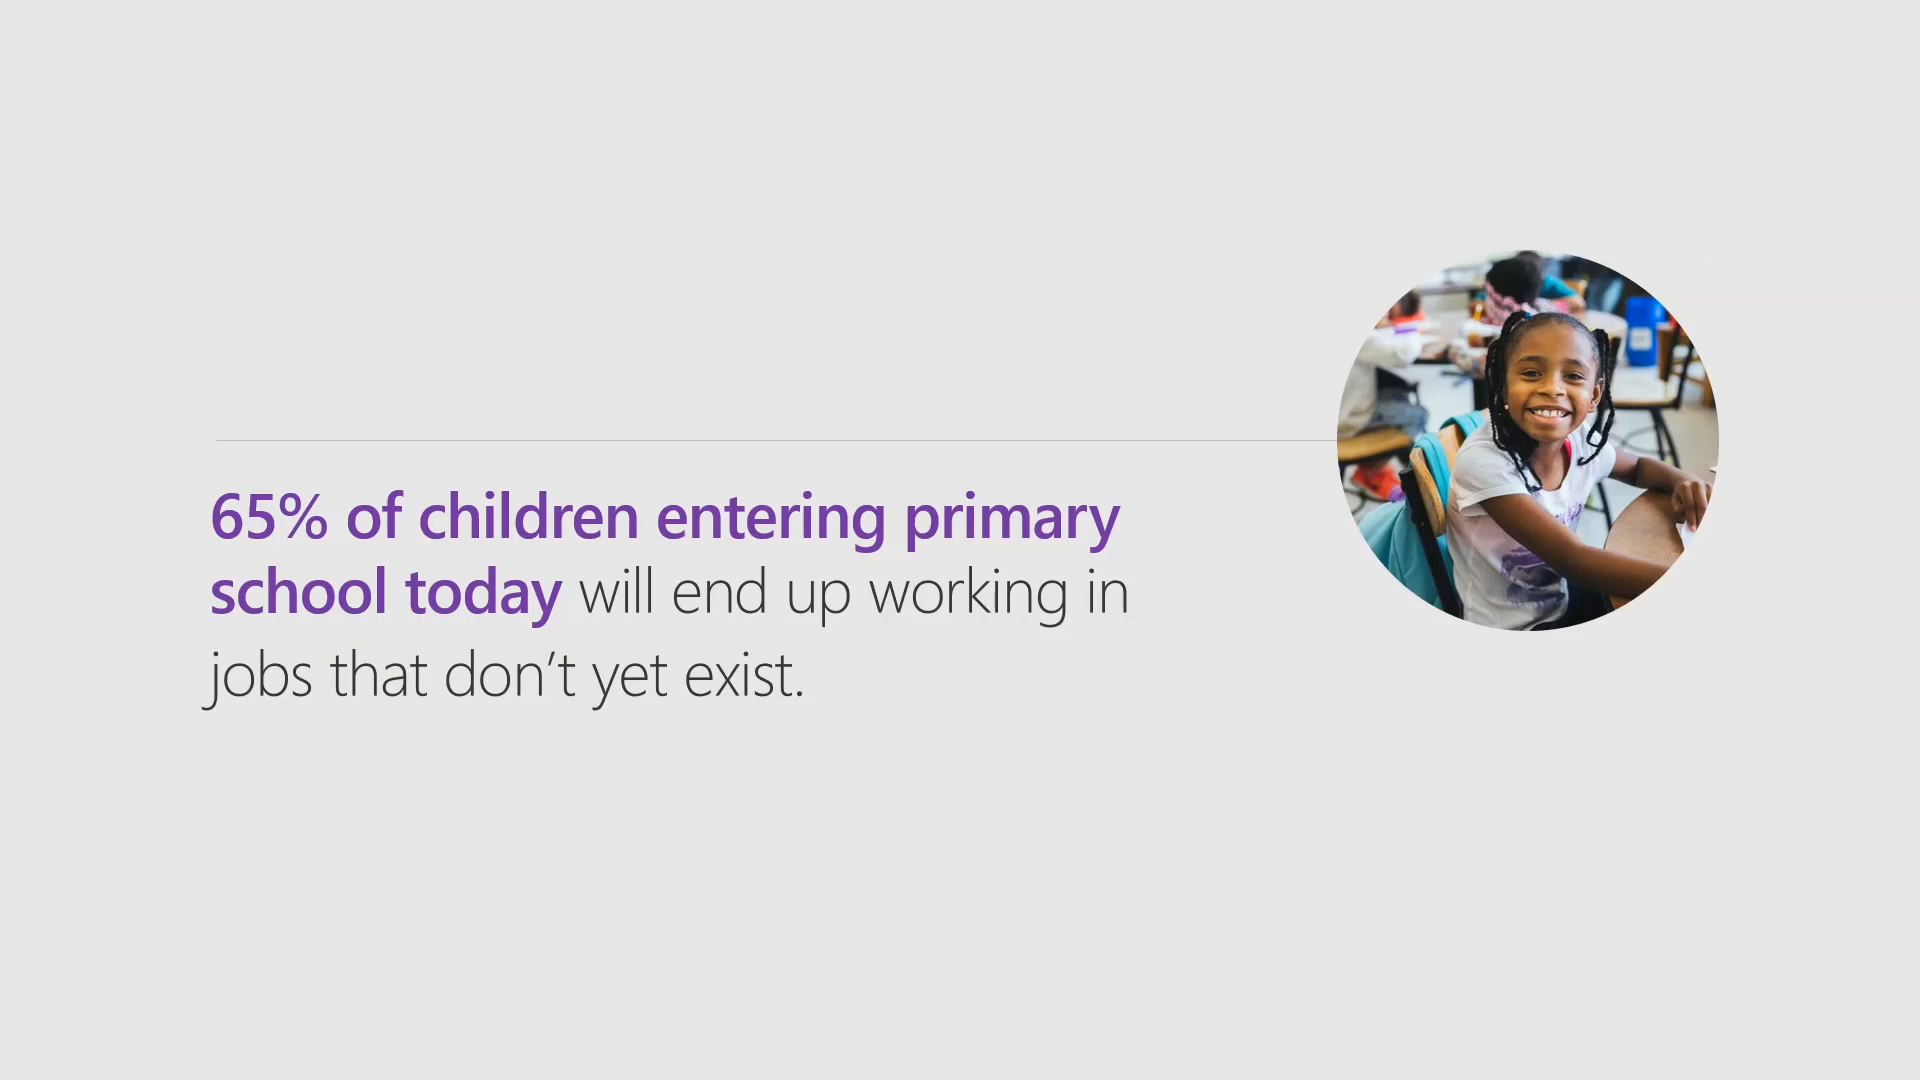 65% of children entering primary
school today will end up working in
jobs that don’t yet exist.